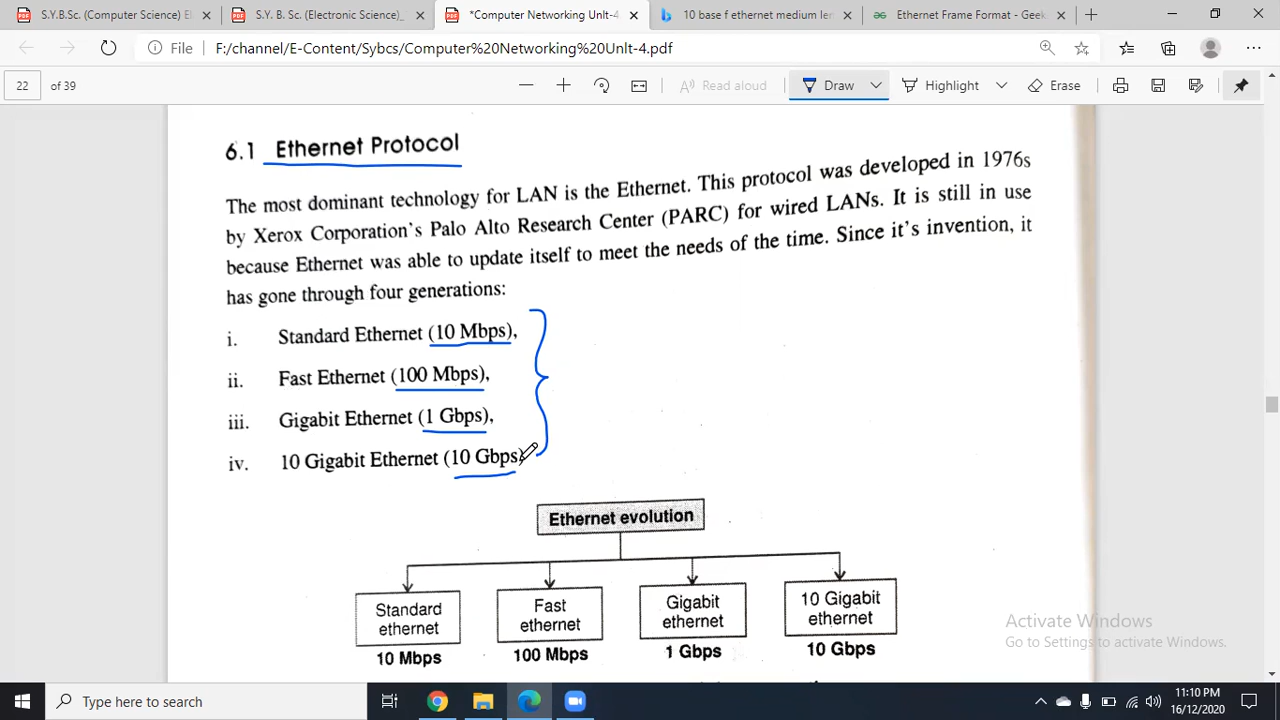 S.Y.B.Sc. (Computer Science) Se
S.Y. B. Sc. (Electronic Science)_
*Computer Networking UnIt-4.pdf
10 base f ethernet medium len
Ethernet Frame Format - Geek
File
F:/channel/E-Content/Sybcs/Computer%20Networking%20UnIt-4.pdf
22 of 39
Read aloud
Draw
Highlight
Erase
6.1 Ethernet Protocol
The most dominant technology for LAN is the Ethernet. This protocol was developed in 1976s
by Xerox Corporation's Palo Alto Research Center (PARC) for wired LANs. It is still in use
because Ethernet was able to update itself to meet the needs of the time. Since it's invention, it
has gone through four generations:
i. Standard Ethernet (10 Mbps),
ii. Fast Ethernet (100 Mbps),
iii. Gigabit Ethernet (1 Gbps),
iv. 10 Gigabit Ethernet (10 Gbps)
Ethernet evolution
Standard ethernet
10 Mbps
Fast ethernet
100 Mbps
Gigabit ethernet
1 Gbps
10 Gigabit ethernet
10 Gbps
Activate Windows
Go to Settings to activate Windows.
Type here to search
11:10 PM
16/12/2020